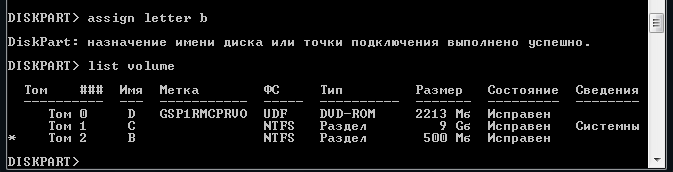 DISKPART> assign letter b
DiskPart: назначение имени диска или точки подключения выполнено успешно.
DISKPART> list volume
Том ### Имя Метка ФС Тип Размер Состояние Сведения
---------- --- ----------- ----- ---------- ------- --------- --------
Том 0 D GSP1RMCPRVO UDF DVD-ROM 2213 Мб Исправен
Том 1 C NTFS Раздел 9 Gб Исправен Системны
* Том 2 B NTFS Раздел 500 Мб Исправен
DISKPART>